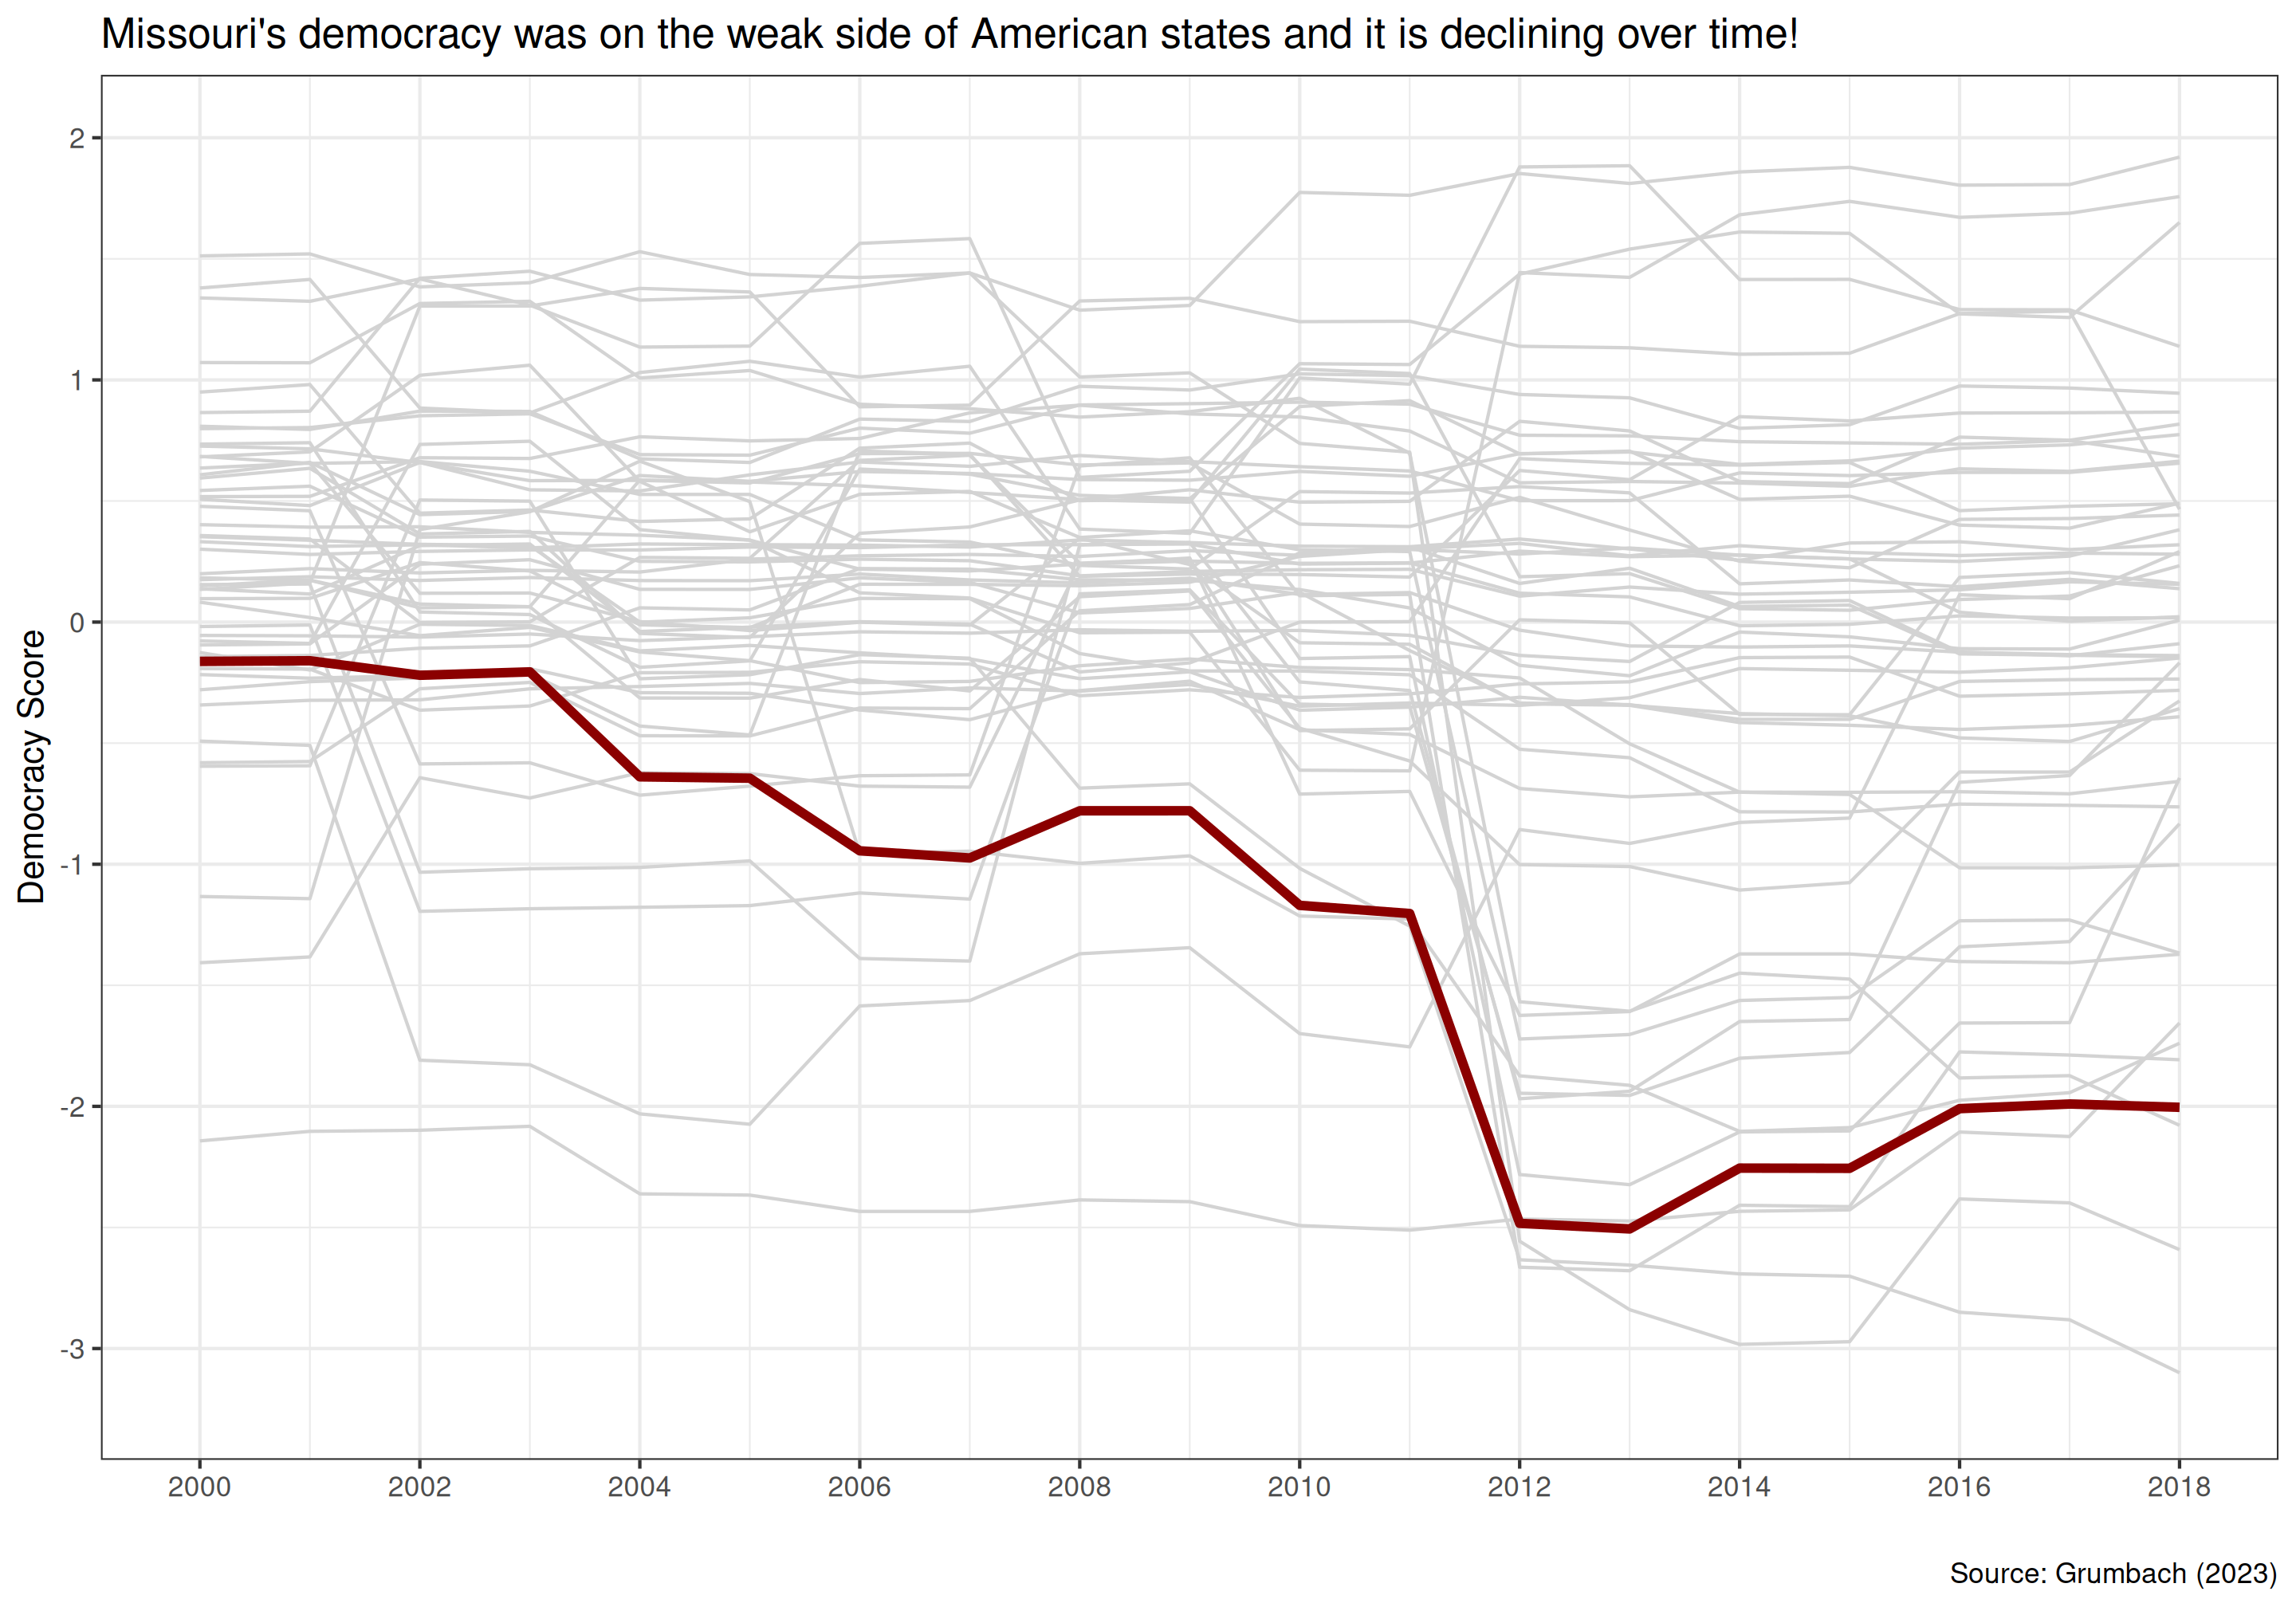 Missouri's democracy was on the weak side of American states and it is declining over time!
Democracy Score
2
1
0
-1
-2
-3
2000 2002 2004 2006 2008 2010 2012 2014 2016 2018
Source: Grumbach (2023)